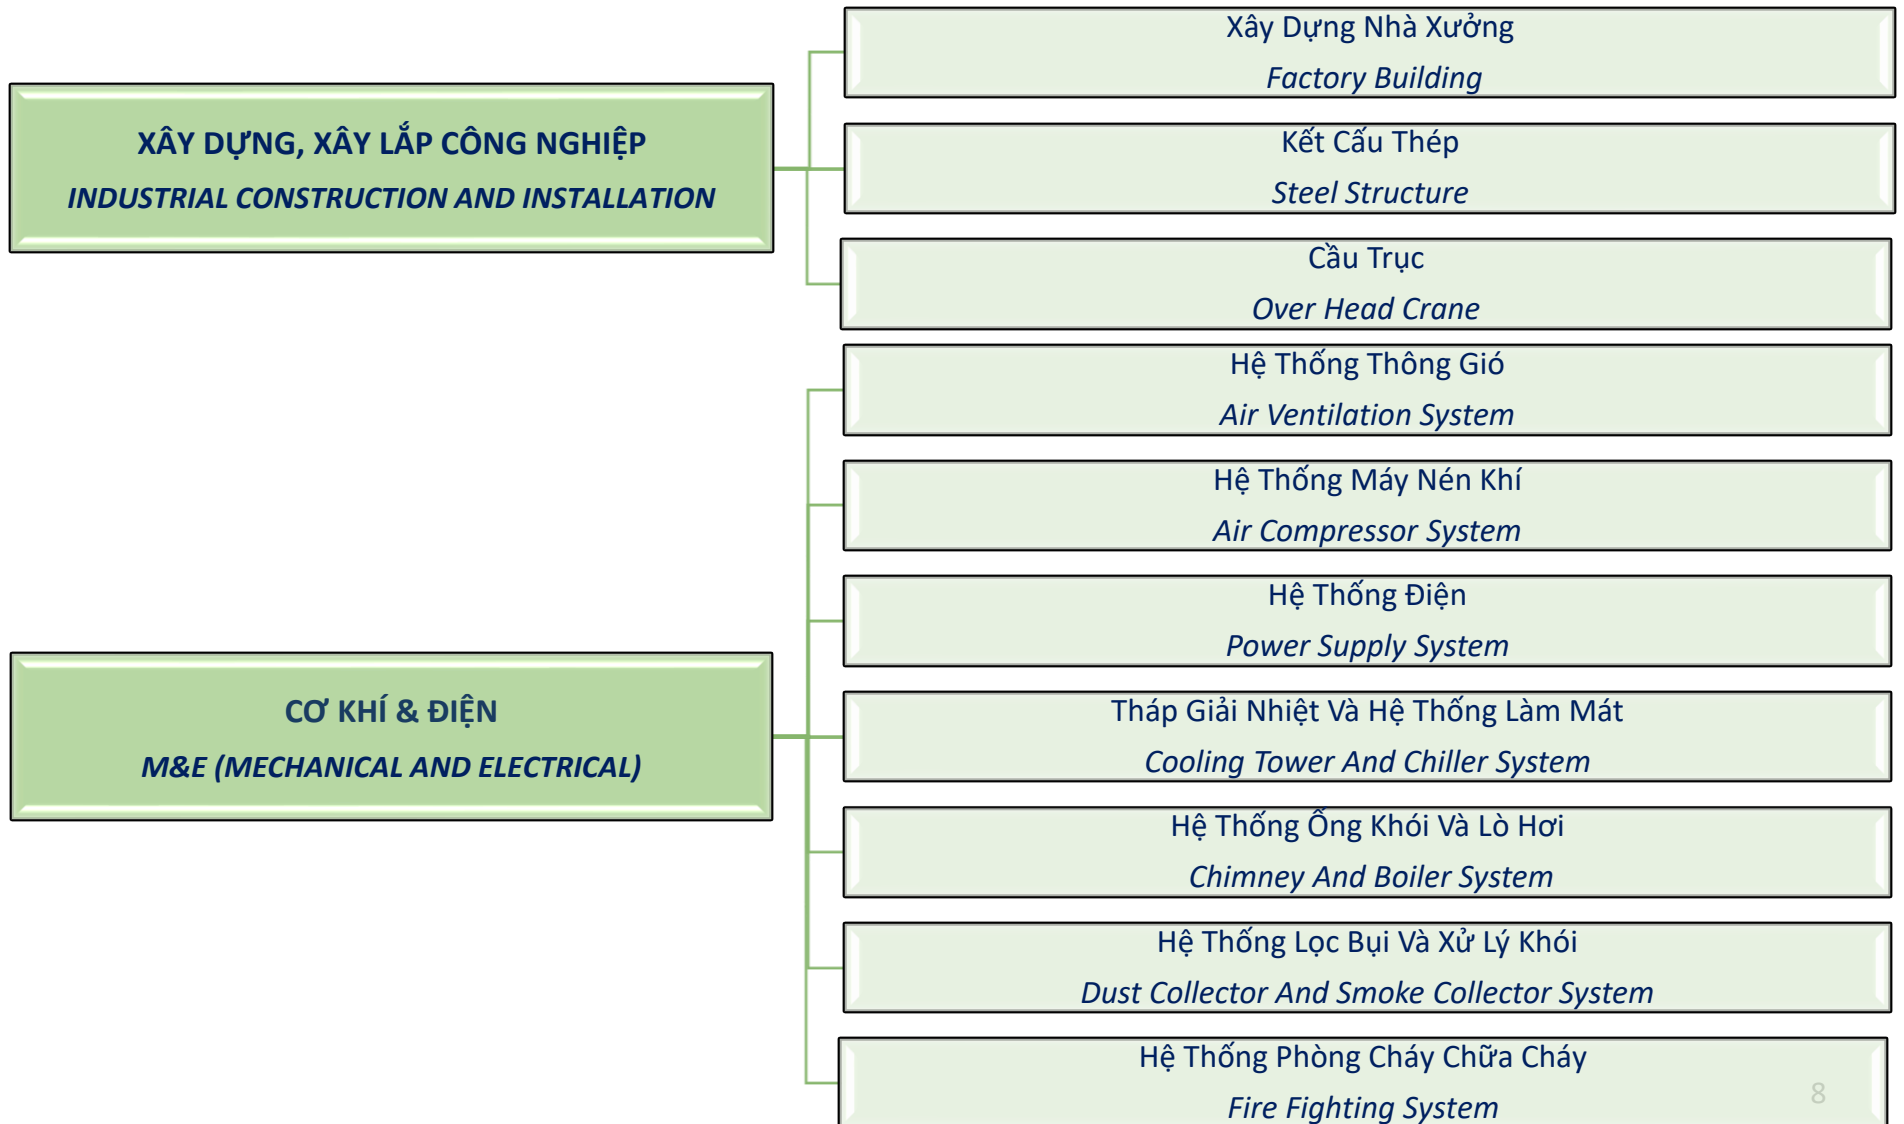 XÂY DỰNG, XÂY LẮP CÔNG NGHIỆP
INDUSTRIAL CONSTRUCTION AND INSTALLATION
Xây Dựng Nhà Xưởng
Factory Building
Kết Cấu Thép
Steel Structure
Cầu Trục
Over Head Crane
CƠ KHÍ & ĐIỆN
M&E (MECHANICAL AND ELECTRICAL)
Hệ Thống Thông Gió
Air Ventilation System
Hệ Thống Máy Nén Khí
Air Compressor System
Hệ Thống Điện
Power Supply System
Tháp Giải Nhiệt Và Hệ Thống Làm Mát
Cooling Tower And Chiller System
Hệ Thống Ống Khói Và Lò Hơi
Chimney And Boiler System
Hệ Thống Lọc Bụi Và Xử Lý Khói
Dust Collector And Smoke Collector System
Hệ Thống Phòng Cháy Chữa Cháy
Fire Fighting System
8